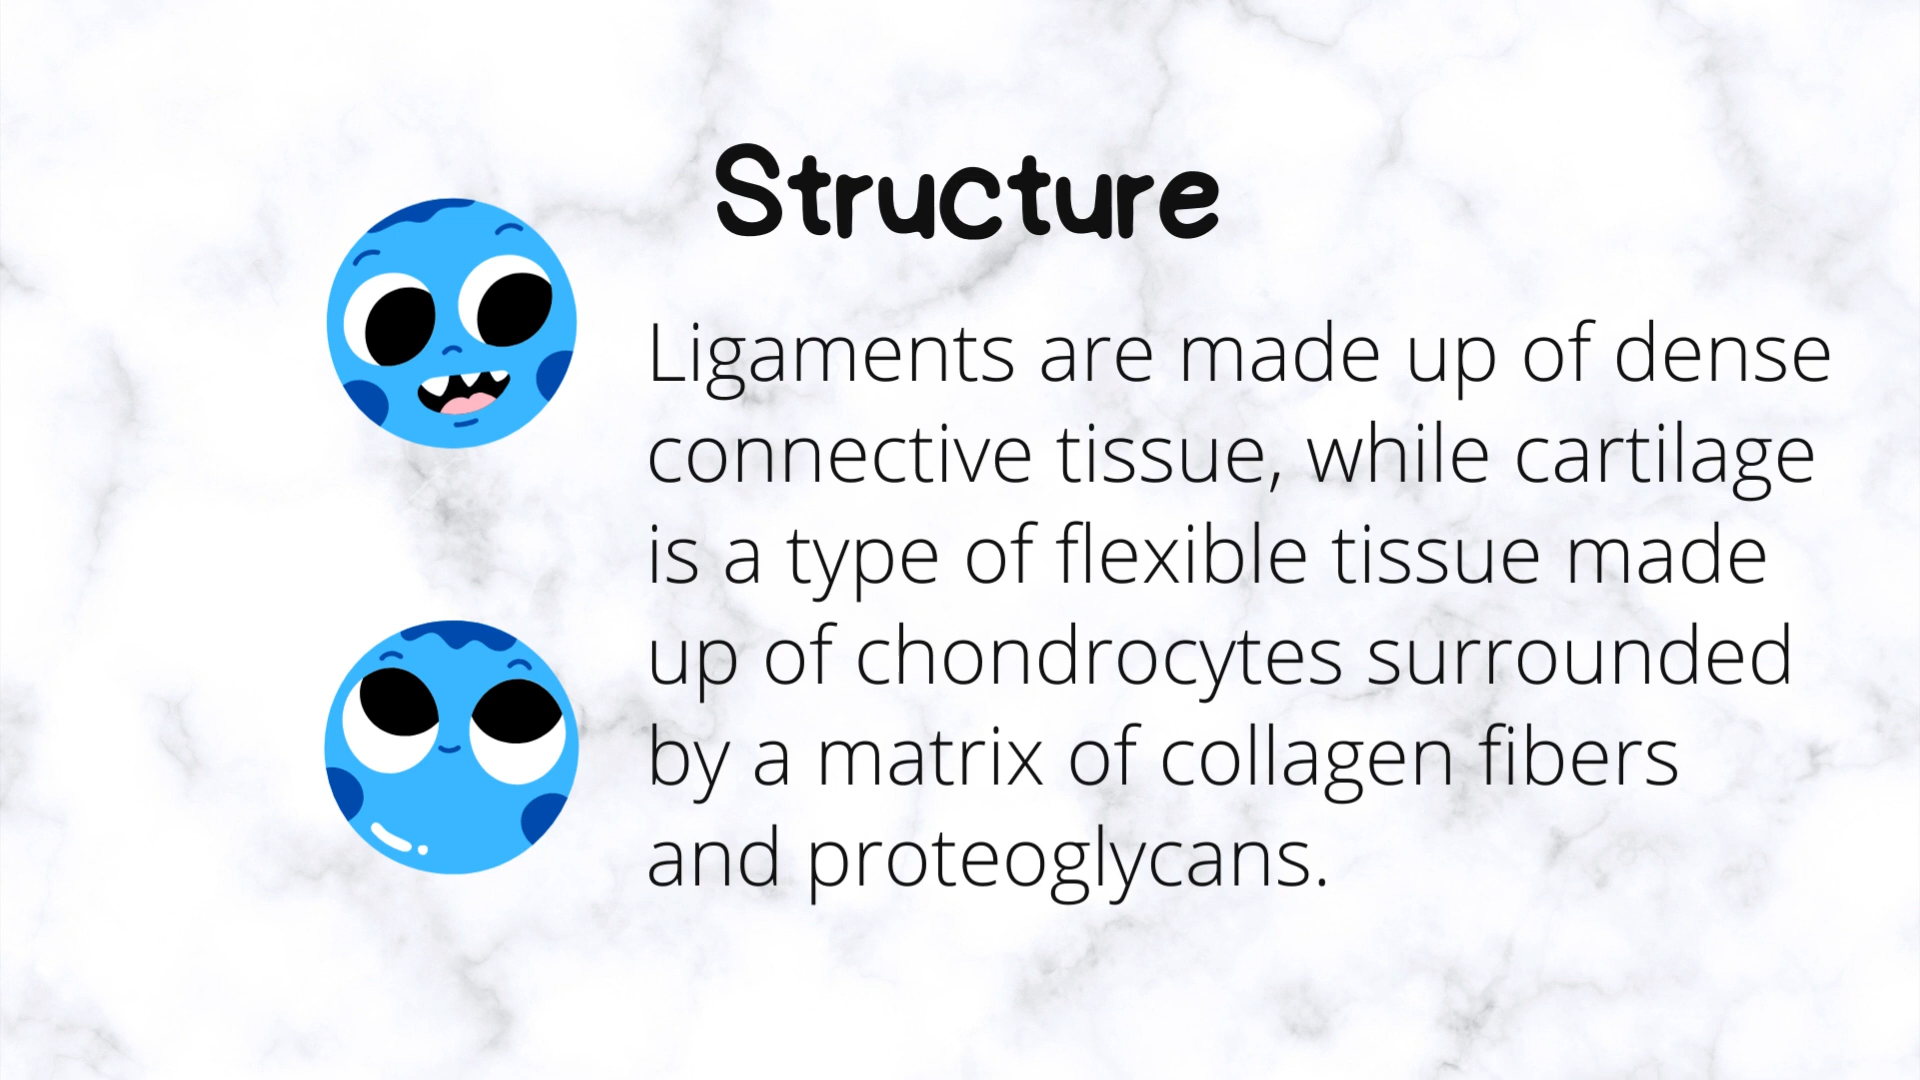 Structure
Ligaments are made up of dense
connective tissue, while cartilage
is a type of flexible tissue made
up of chondrocytes surrounded
by a matrix of collagen fibers
and proteoglycans.